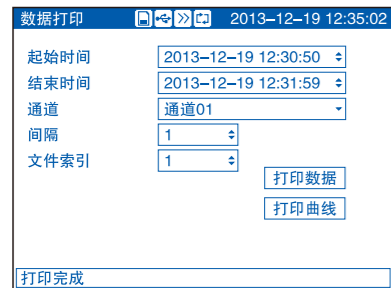 数据打印 2013-12-19 12:35:02
起始时间 2013-12-19 12:30:50
结束时间 2013-12-19 12:31:59
通道 通道01
间隔 1
文件索引 1
打印数据
打印曲线
打印完成